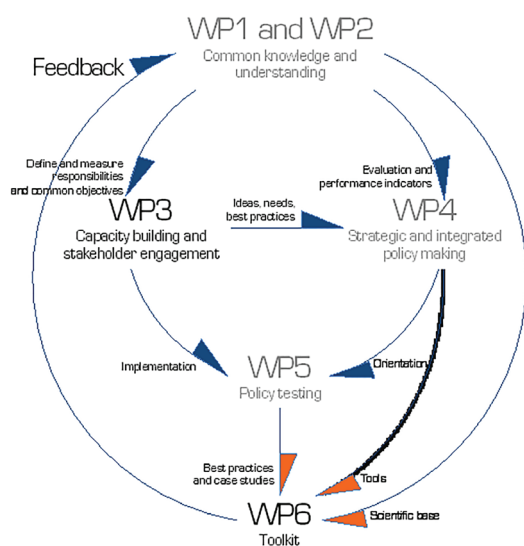 WP1 and WP2
Common knowledge and
understanding
Feedback
Define and measure
responsibilities
and common objectives
Evaluation and
performance indicators
Ideas, needs,
best practices
WP3
Capacity building and
stakeholder engagement
WP4
Strategic and integrated
policy making
Implementation
WP5
Policy testing
Orientation
Best practices
and case studies
Tools
WP6
Toolkit
Scientific base